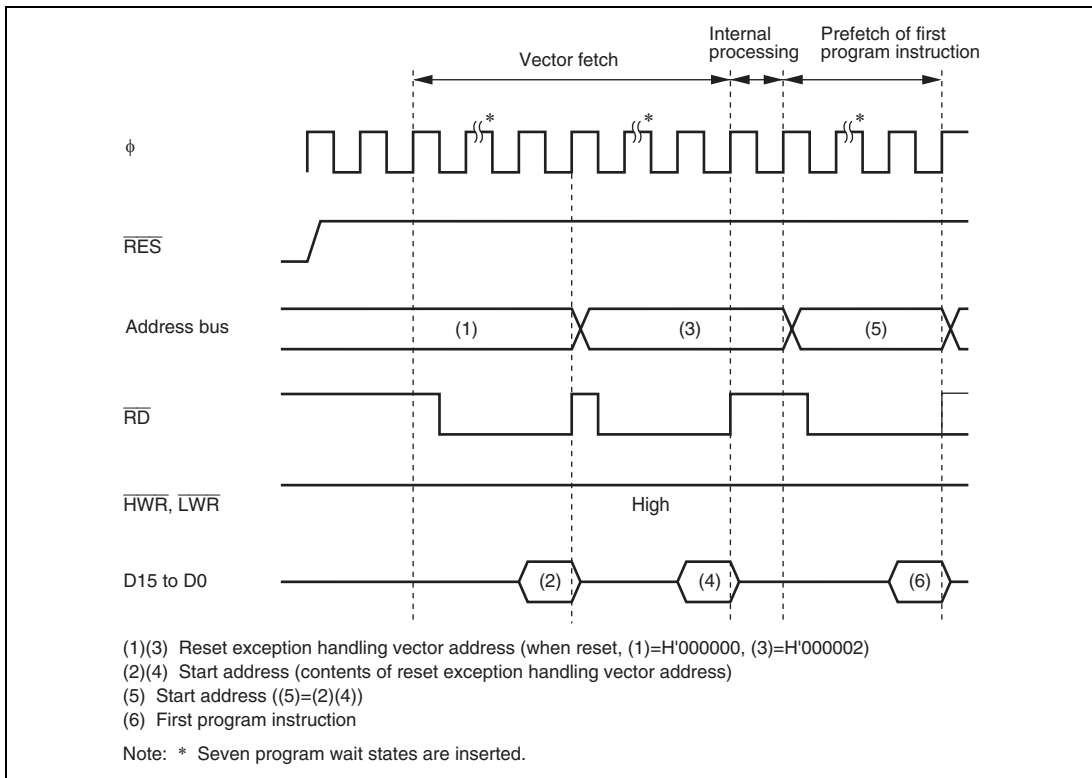 Vector fetch
Internal
processing
Prefetch of first
program instruction
* * *
ϕ
RES
Address bus
(1) (3) (5)
RD
HWR, LWR
High
D15 to D0
(2) (4) (6)
(1)(3) Reset exception handling vector address (when reset, (1)=H'000000, (3)=H'000002)
(2)(4) Start address (contents of reset exception handling vector address)
(5) Start address ((5)=(2)(4))
(6) First program instruction
Note: * Seven program wait states are inserted.